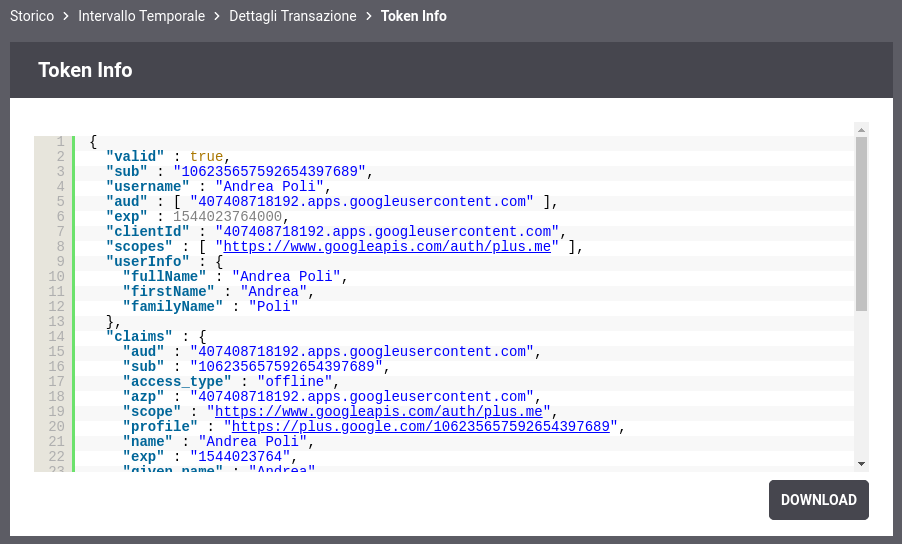 Storico > Intervallo Temporale > Dettagli Transazione > Token Info
Token Info
1 {
2 "valid" : true,
3 "sub" : "106235657592654397689",
4 "username" : "Andrea Poli",
5 "aud" : [ "407408718192.apps.googleusercontent.com" ],
6 "exp" : 1544023764000,
7 "clientId" : "407408718192.apps.googleusercontent.com",
8 "scopes" : [ "https://www.googleapis.com/auth/plus.me" ],
9 "userInfo" : {
10 "fullName" : "Andrea Poli",
11 "firstName" : "Andrea",
12 "familyName" : "Poli"
13 },
14 "claims" : {
15 "aud" : "407408718192.apps.googleusercontent.com",
16 "sub" : "106235657592654397689",
17 "access_type" : "offline",
18 "azp" : "407408718192.apps.googleusercontent.com",
19 "scope" : "https://www.googleapis.com/auth/plus.me",
20 "profile" : "https://plus.google.com/106235657592654397689",
21 "name" : "Andrea Poli",
22 "exp" : "1544023764",
23 "given_name" : "Andrea"
DOWNLOAD